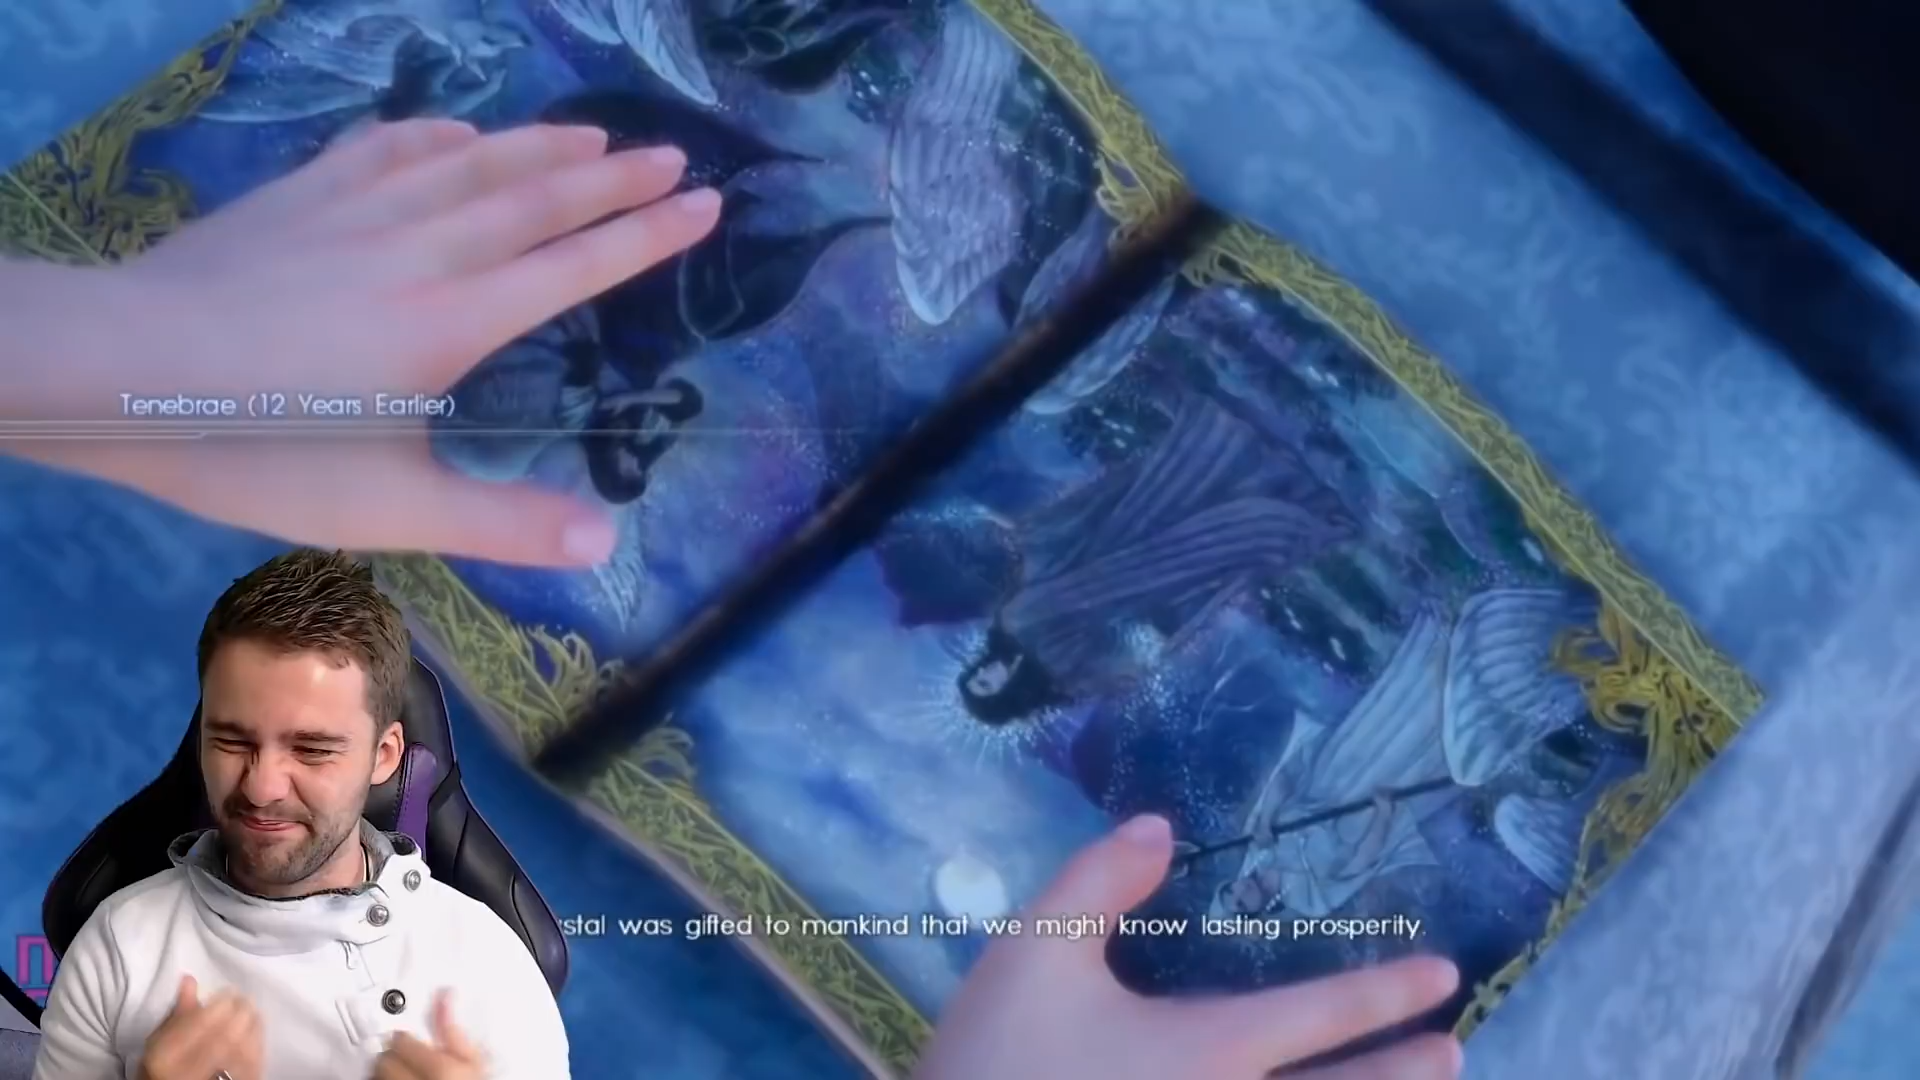 Tenebrae (12 Years Earlier)
stal was gifted to mankind that we might know lasting prosperity.